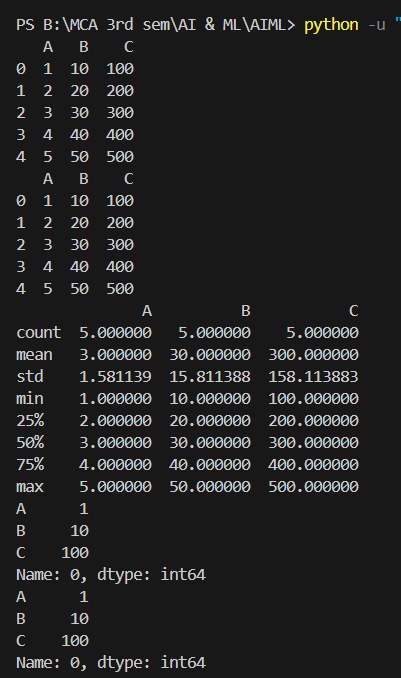 PS B:\MCA 3rd sem\AI & ML\AIML> python -u "
   A   B    C
0  1  10  100
1  2  20  200
2  3  30  300
3  4  40  400
4  5  50  500
   A   B    C
0  1  10  100
1  2  20  200
2  3  30  300
3  4  40  400
4  5  50  500
              A          B           C
count  5.000000   5.000000    5.000000
mean   3.000000  30.000000  300.000000
std    1.581139  15.811388  158.113883
min    1.000000  10.000000  100.000000
25%    2.000000  20.000000  200.000000
50%    3.000000  30.000000  300.000000
75%    4.000000  40.000000  400.000000
max    5.000000  50.000000  500.000000
A      1
B     10
C    100
Name: 0, dtype: int64
A      1
B     10
C    100
Name: 0, dtype: int64